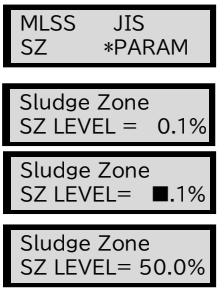 MLSS JIS
SZ *PARAM
Sludge Zone
SZ LEVEL = 0.1%
Sludge Zone
SZ LEVEL= ■.1%
Sludge Zone
SZ LEVEL= 50.0%